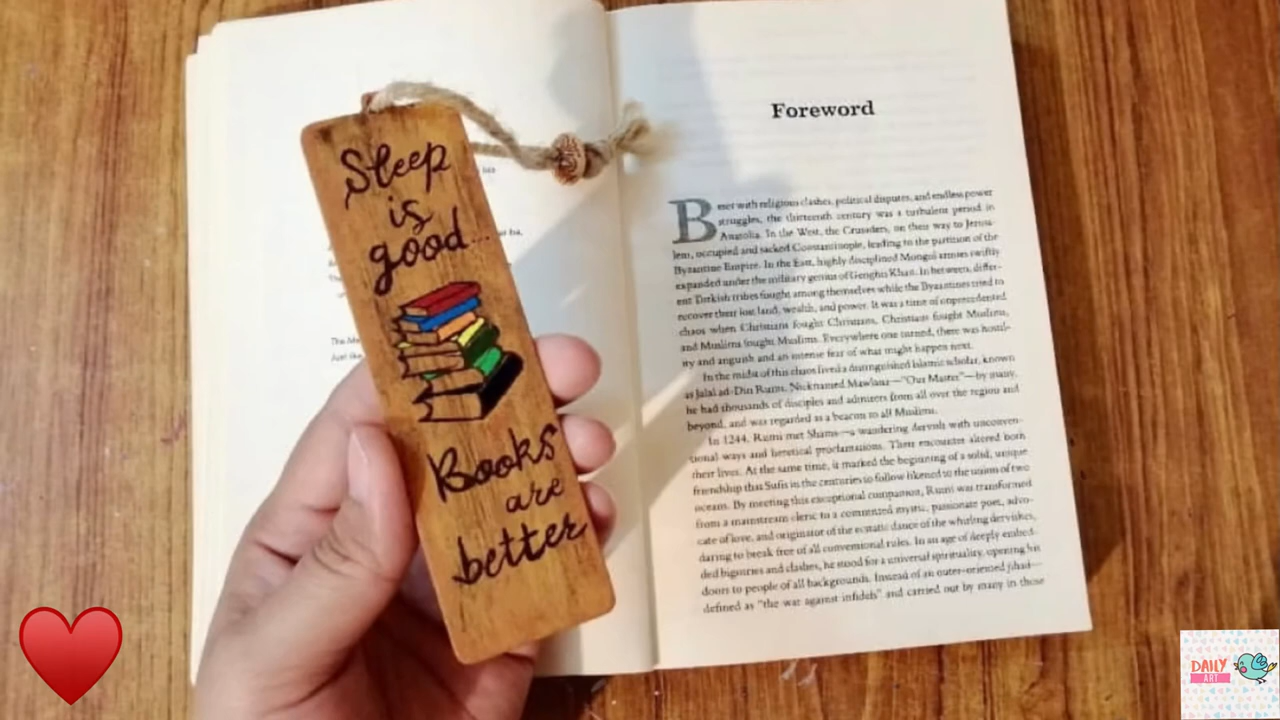 Sleep
is
good...
Books
are
better
Foreword
Beset with religious clashes, political disputes, and endless power
struggles, the thirteenth century was a turbulent period in
Anatolia. In the West, the Crusaders, on their way to Jerusa-
lem, occupied and sacked Constantinople, leading to the partition of the
Byzantine Empire. In the East, highly disciplined Mongol armies swiftly
expanded under the military genius of Genghis Khan. In between, differ-
ent Turkish tribes fought among themselves while the Byzantines tried to
recover their lost land, wealth, and power. It was a time of unprecedented
chaos when Christians fought Christians, Christians fought Muslims,
and Muslims fought Muslims. Everywhere one turned, there was hostil-
ity and anguish and an intense fear of what might happen next.
In the midst of this chaos lived a distinguished Islamic scholar, known
as Jalal ad-Din Rumi. Nicknamed Mawlana—"Our Master"—by many,
he had thousands of disciples and admirers from all over the region and
beyond, and was regarded as a beacon to all Muslims.
In 1244, Rumi met Shams—a wandering dervish with unconven-
tional ways and heretical proclamations. Their encounter altered both
their lives. At the same time, it marked the beginning of a solid, unique
friendship that Sufis in the centuries to follow likened to the union of two
oceans. By meeting this exceptional companion, Rumi was transformed
from a mainstream cleric to a committed mystic, passionate poet, advo-
cate of love, and originator of the ecstatic dance of the whirling dervishes,
daring to break free of all conventional rules. In an age of deeply embed-
ded bigotries and clashes, he stood for a universal spirituality, opening his
doors to people of all backgrounds. Instead of an outer-oriented jihad—
defined as "the war against infidels" and carried out by many in those
DAILY
ART